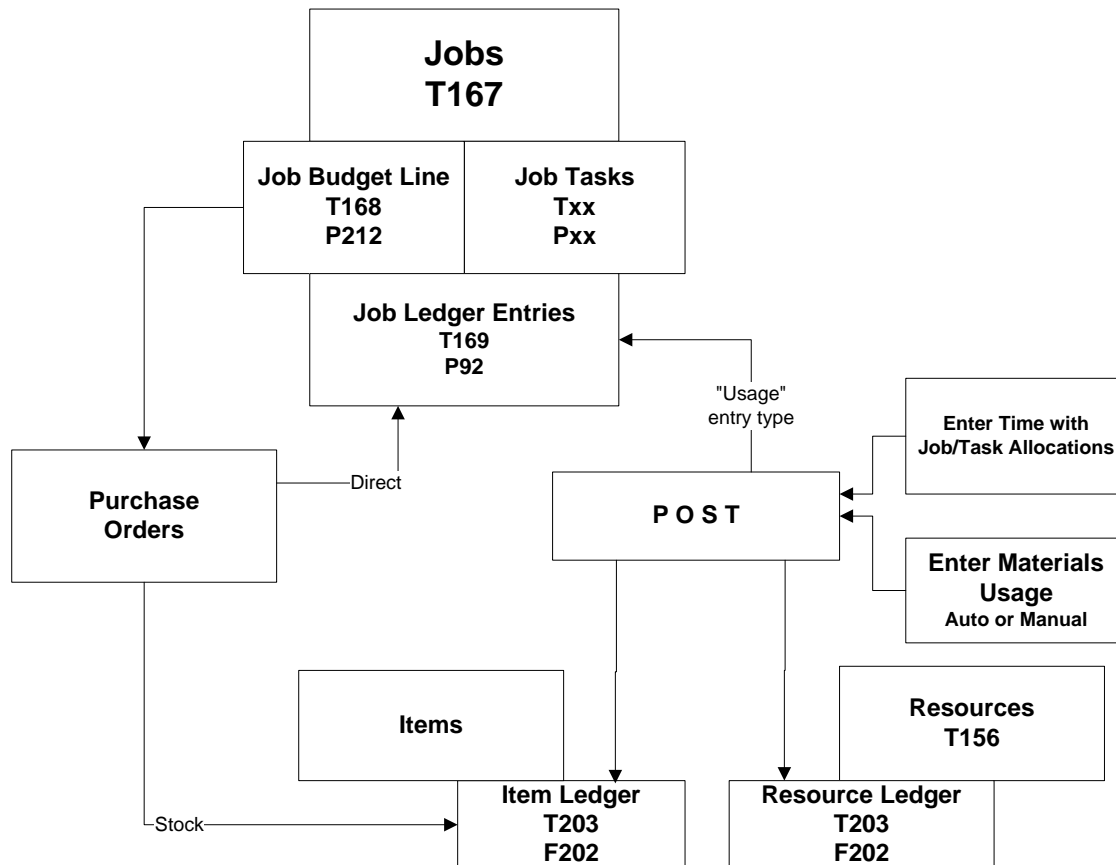 Jobs
T167
Job Budget Line
T168
P212
Job Tasks
Txx
Pxx
Job Ledger Entries
T169
P92
"Usage"
entry type
Enter Time with
Job/Task Allocations
Purchase
Orders
Direct
P O S T
Enter Materials
Usage
Auto or Manual
Items
Resources
T156
Item Ledger
T203
F202
Resource Ledger
T203
F202
Stock